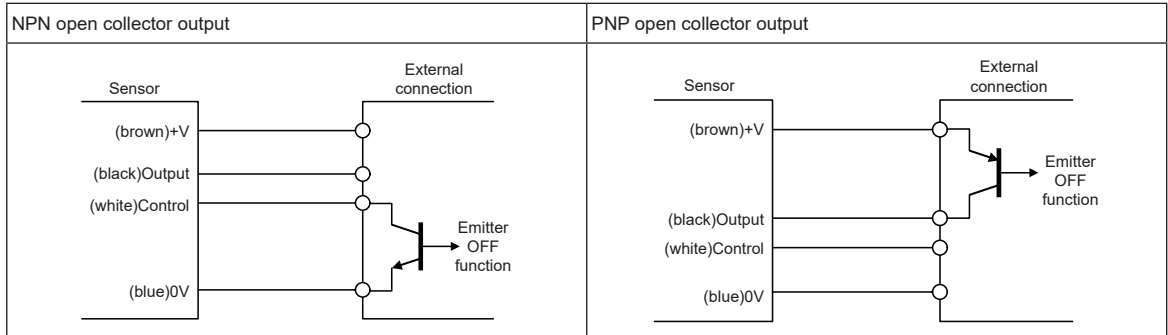 NPN open collector output
PNP open collector output
Sensor
External
connection
(brown)+V
(black)Output
(white)Control
(blue)0V
Emitter
OFF
function
Sensor
External
connection
(brown)+V
(black)Output
(white)Control
(blue)0V
Emitter
OFF
function